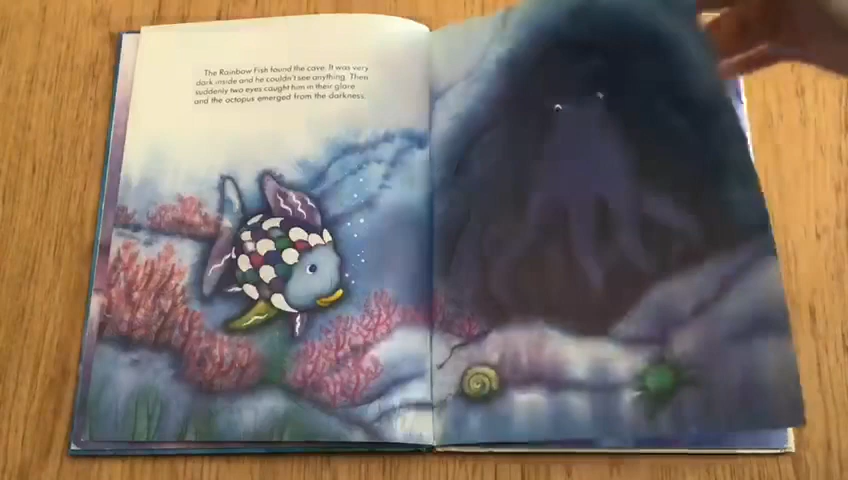 The Rainbow Fish found the cave. It was very
dark inside and he couldn't see anything. Then
suddenly two eyes caught him in their glare
and the octopus emerged from the darkness.